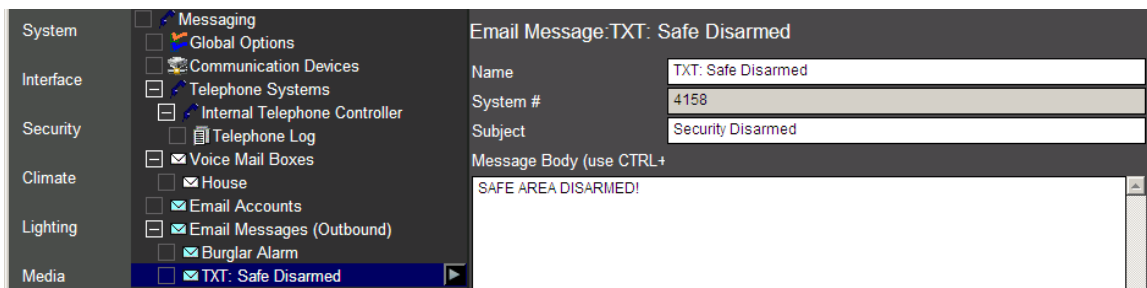 System
Interface
Security
Climate
Lighting
Media
Messaging
Global Options
Communication Devices
Telephone Systems
Internal Telephone Controller
Telephone Log
Voice Mail Boxes
House
Email Accounts
Email Messages (Outbound)
Burglar Alarm
TXT: Safe Disarmed
Email Message:TXT: Safe Disarmed
Name TXT: Safe Disarmed
System # 4158
Subject Security Disarmed
Message Body (use CTRL+
SAFE AREA DISARMED!